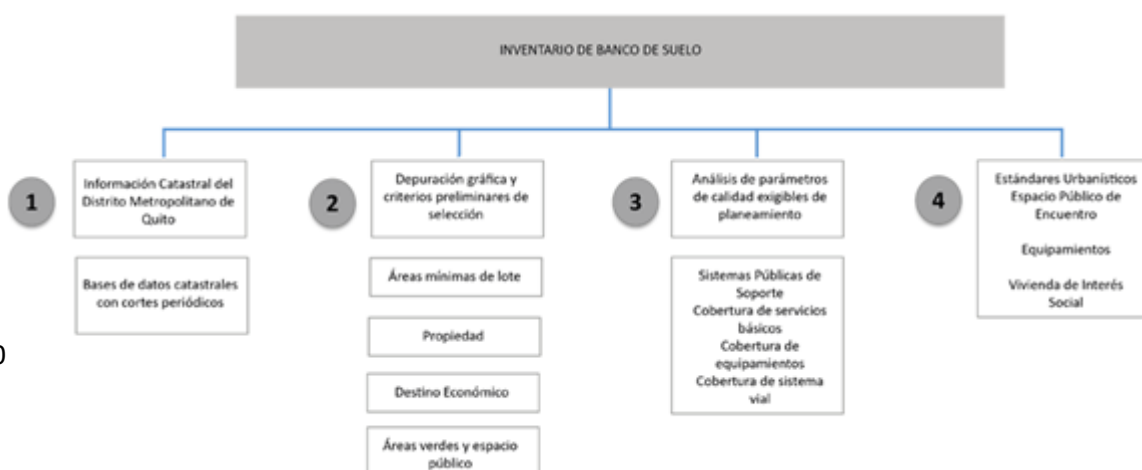 INVENTARIO DE BANCO DE SUELO
1
Información Catastral del
Distrito Metropolitano de
Quito
Bases de datos catastrales
con cortes periódicos
2
Depuración gráfica y
criterios preliminares de
selección
Áreas mínimas de lote
Propiedad
Destino Económico
Áreas verdes y espacio
público
3
Análisis de parámetros
de calidad exigibles de
planeamiento
Sistemas Públicas de
Soporte
Cobertura de servicios
básicos
Cobertura de
equipamientos
Cobertura de sistema
vial
4
Estándares Urbanísticos
Espacio Público de
Encuentro
Equipamientos
Vivienda de Interés
Social
0